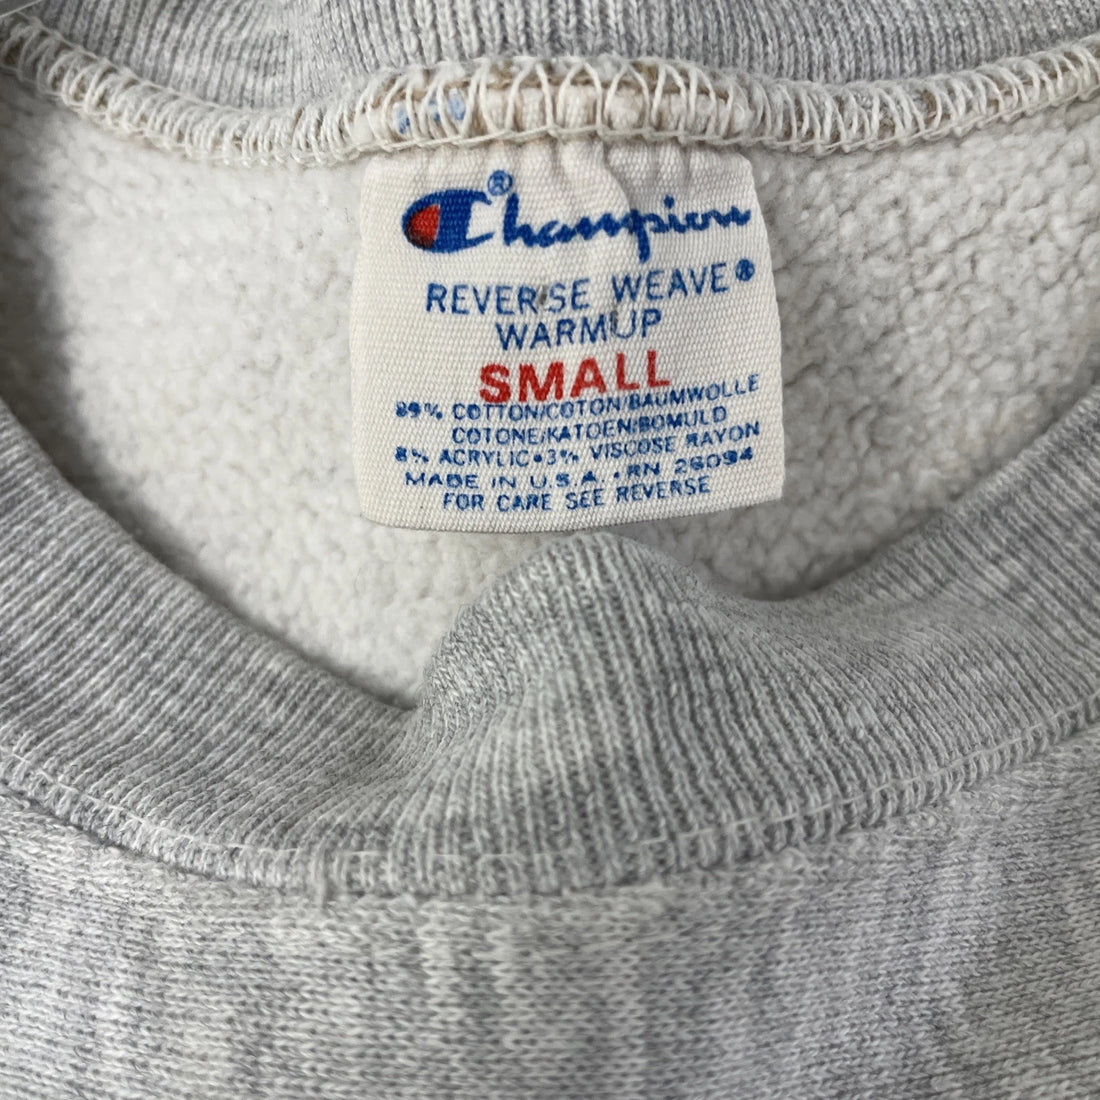 Champion®
REVERSE WEAVE®
WARMUP
SMALL
89% COTTON/COTON/BAUMWOLLE
COTONE/KATOEN/BOMULD
8% ACRYLIC•3% VISCOSE RAYON
MADE IN U.S.A.•RN 26094
FOR CARE SEE REVERSE